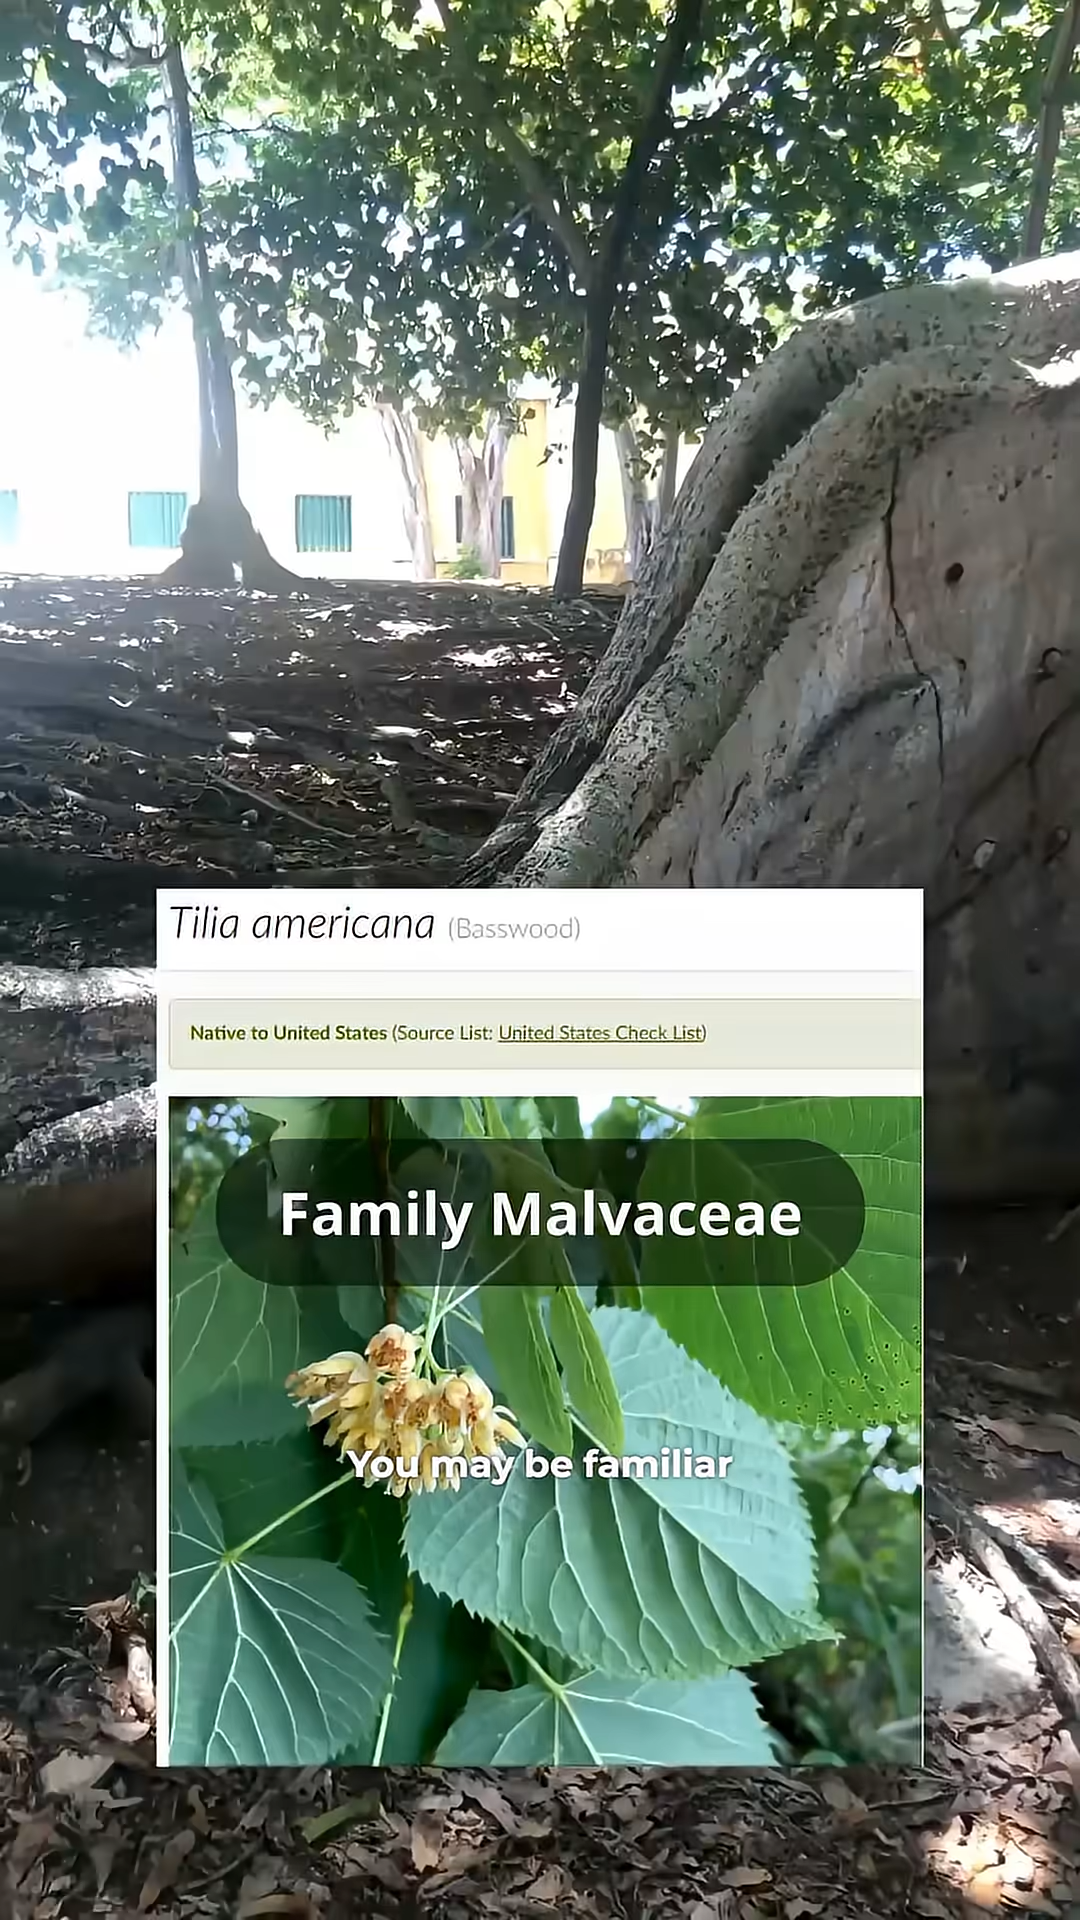 Tilia americana (Basswood)
Native to United States (Source List: United States Check List)
Family Malvaceae
You may be familiar